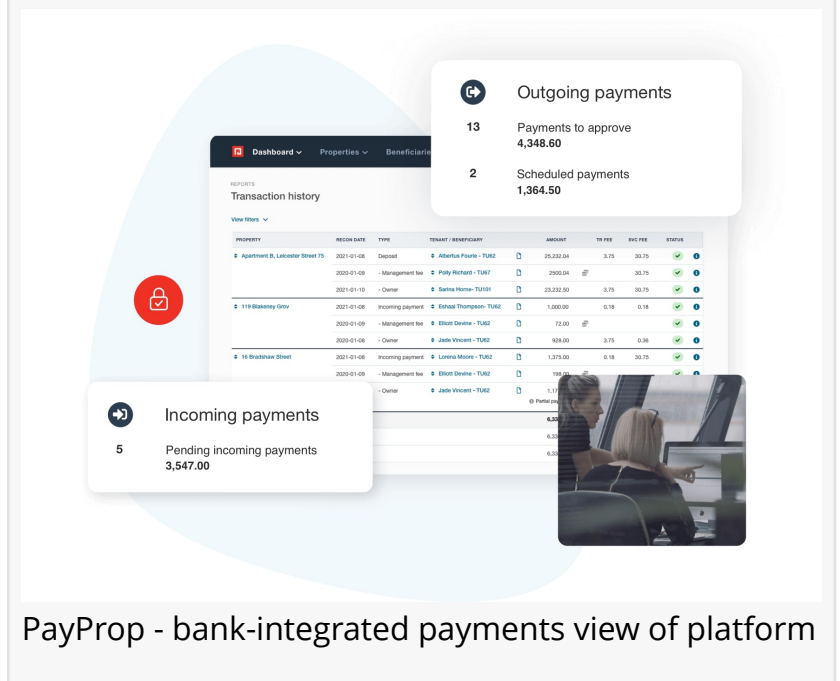 Outgoing payments
13 Payments to approve
4,348.60
2 Scheduled payments
1,364.50
Dashboard Properties Beneficiaries
REPORTS
Transaction history
View filters
PROPERTY RECON DATE TYPE TENANT / BENEFICIARY AMOUNT TR FEE SVC FEE STATUS
Apartment B, Leicester Street 75 2021-01-08 Deposit Albertus Fourie - TU62 25,232.04 3.75 30.75
2020-01-09 - Management fee Polly Richard - TU67 2500.04 30.75
2021-01-10 - Owner Sarina Horne- TU101 23,232.50 3.75 30.75
119 Blakeney Grov 2021-01-08 Incoming payment Eshaal Thompson- TU62 1,000.00 0.18 0.18
2020-01-09 - Management fee Elliott Devine - TU62 72.00
2020-01-08 - Owner Jade Vincent - TU62 928.00 3.75 0.36
16 Bradshaw Street 2021-01-08 Incoming payment Lorena Moore - TU62 1,375.00 0.18 30.75
2020-01-09 - Management fee Elliott Devine - TU62 198.00
- Owner Jade Vincent - TU62
Partial
Incoming payments
5 Pending incoming payments
3,547.00
PayProp - bank-integrated payments view of platform